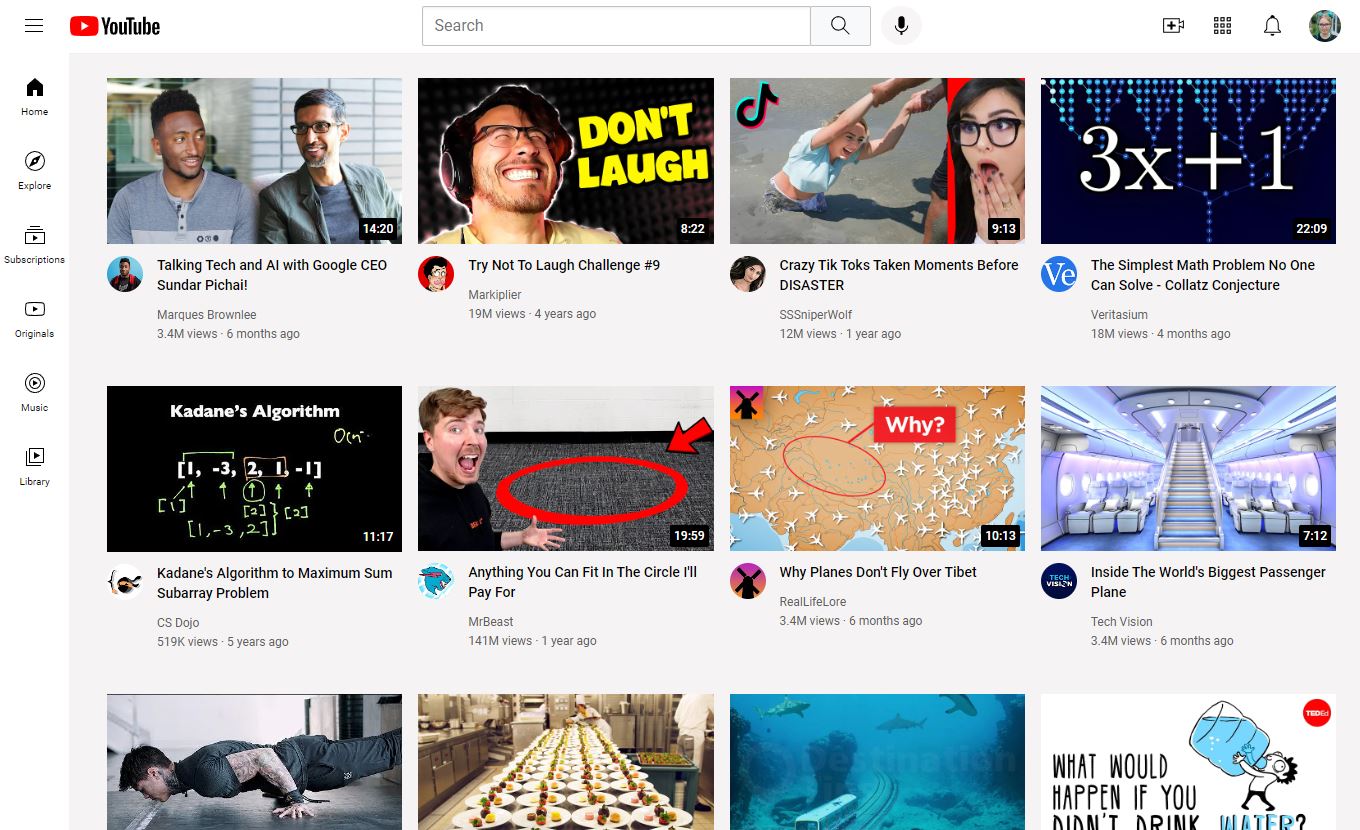 YouTube
Search
Home
Explore
Subscriptions
Originals
Music
Library
14:20
Talking Tech and AI with Google CEO
Sundar Pichai!
Marques Brownlee
3.4M views · 6 months ago
DON'T
LAUGH
8:22
Try Not To Laugh Challenge #9
Markiplier
19M views · 4 years ago
9:13
Crazy Tik Toks Taken Moments Before
DISASTER
SSSniperWolf
12M views · 1 year ago
3x+1
22:09
Ve
The Simplest Math Problem No One
Can Solve - Collatz Conjecture
Veritasium
18M views · 4 months ago
Kadane's Algorithm
[1, -3, 2, 1, -1]
[1]
[2]
[2]
[1, -3, 2]
11:17
Kadane's Algorithm to Maximum Sum
Subarray Problem
CS Dojo
519K views · 5 years ago
19:59
Anything You Can Fit In The Circle I'll
Pay For
MrBeast
141M views · 1 year ago
Why?
10:13
Why Planes Don't Fly Over Tibet
RealLifeLore
3.4M views · 6 months ago
7:12
TECH
VISION
Inside The World's Biggest Passenger
Plane
Tech Vision
3.4M views · 6 months ago
TEDEd
WHAT WOULD
HAPPEN IF YOU
DIDN'T DRINK
WATER?